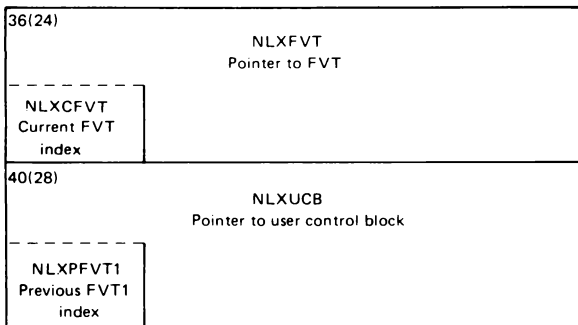 36(24)
NLXFVT
Pointer to FVT
NLXCFVT
Current FVT
index
40(28)
NLXUCB
Pointer to user control block
NLXPFVT1
Previous FVT1
index